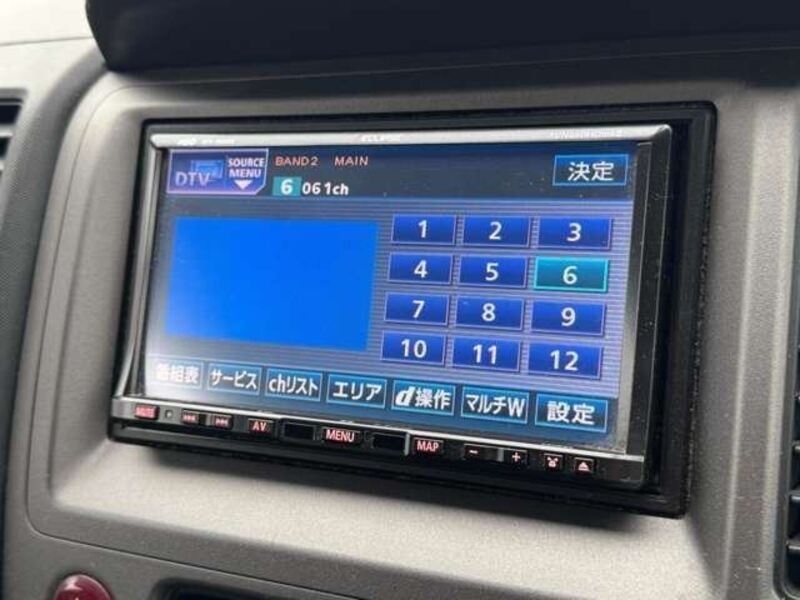 ECLIPSE
DTV SOURCE MENU BAND2 MAIN 決定
6 061ch
1 2 3
4 5 6
7 8 9
10 11 12
番組表 サービス chリスト エリア d操作 マルチW 設定
MUTE AV MENU MAP - +